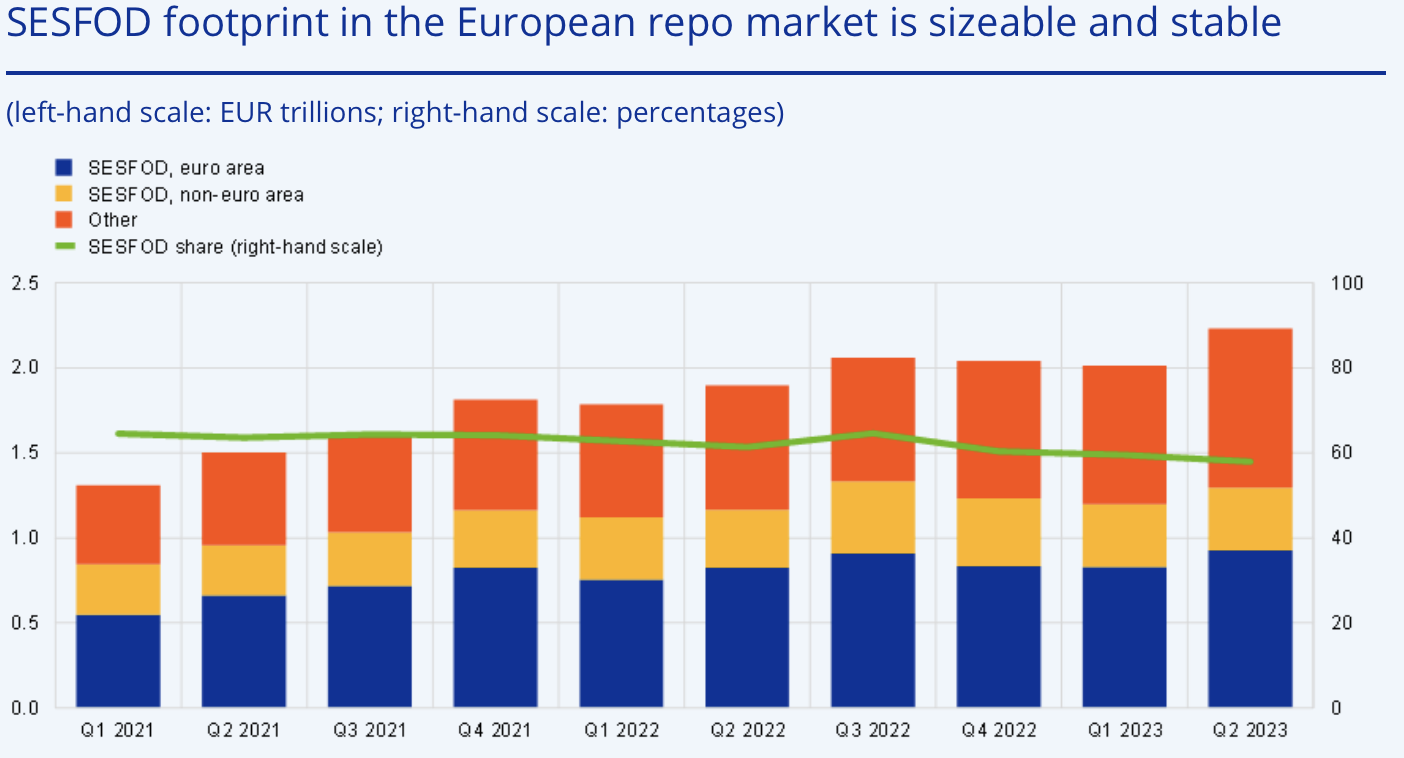 SESFOD footprint in the European repo market is sizeable and stable
(left-hand scale: EUR trillions; right-hand scale: percentages)
SESFOD, euro area
SESFOD, non-euro area
Other
SESFOD share (right-hand scale)
2.5 100
2.0 80
1.5 60
1.0 40
0.5 20
0.0 0
Q1 2021 Q2 2021 Q3 2021 Q4 2021 Q1 2022 Q2 2022 Q3 2022 Q4 2022 Q1 2023 Q2 2023